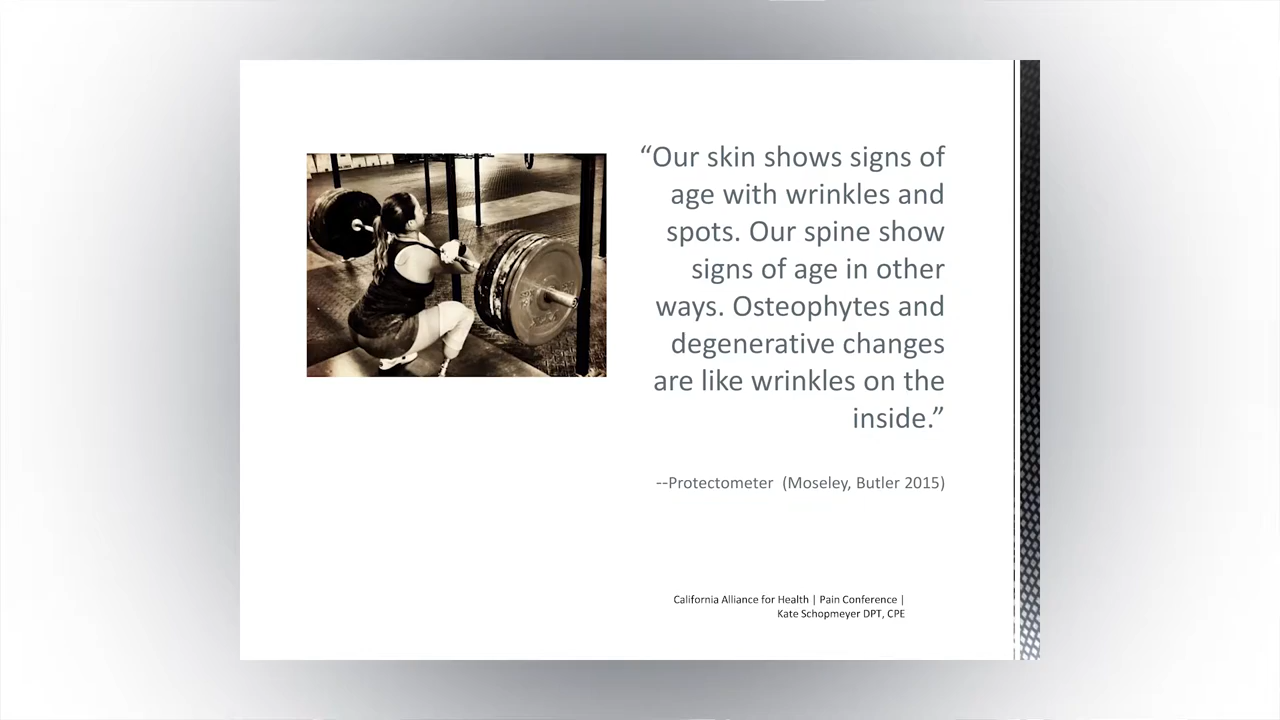 “Our skin shows signs of
age with wrinkles and
spots. Our spine show
signs of age in other
ways. Osteophytes and
degenerative changes
are like wrinkles on the
inside.”
--Protectometer  (Moseley, Butler 2015)
California Alliance for Health | Pain Conference |
Kate Schopmeyer DPT, CPE